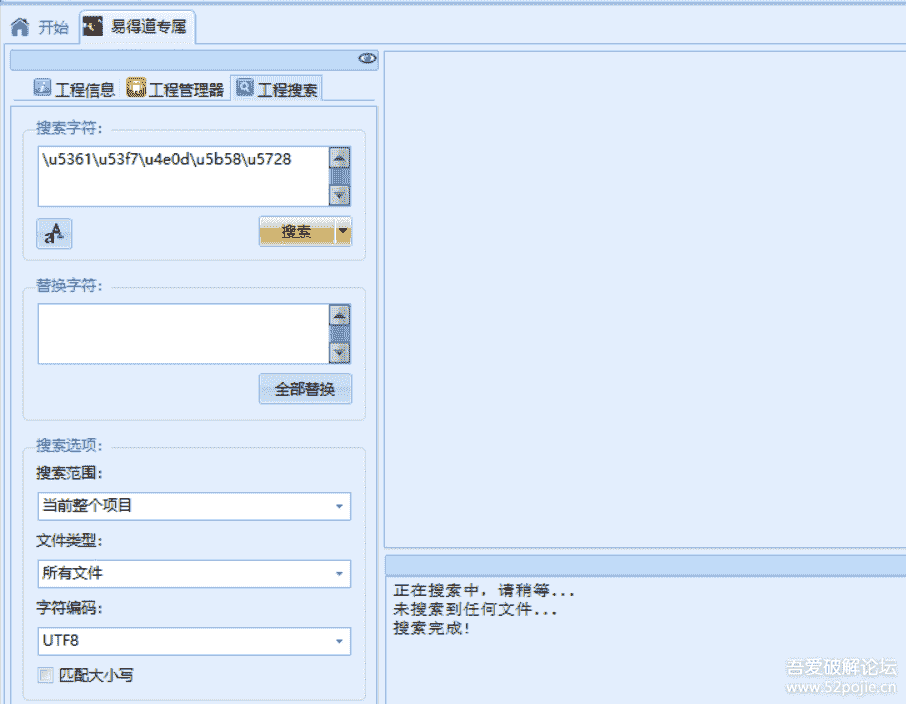 开始
易得道专属
工程信息
工程管理器
工程搜索
搜索字符:
\u5361\u53f7\u4e0d\u5b58\u5728
搜索
替换字符:
全部替换
搜索选项:
搜索范围:
当前整个项目
文件类型:
所有文件
字符编码:
UTF8
匹配大小写
正在搜索中，请稍等...
未搜索到任何文件...
搜索完成!
吾爱破解论坛
www.52pojie.cn